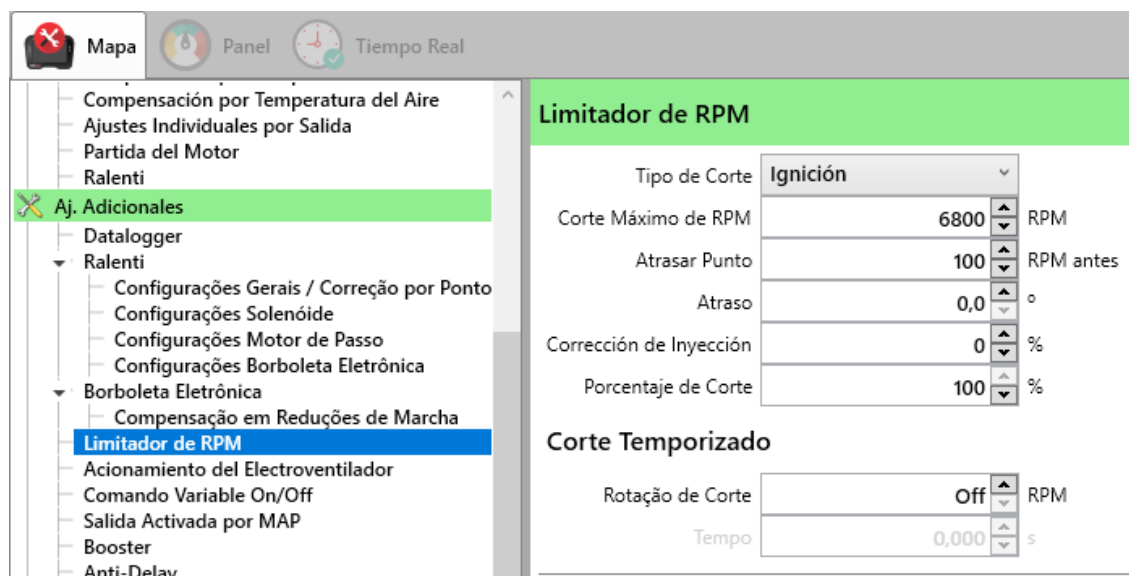 Mapa
Panel
Tiempo Real
Compensación por Temperatura del Aire
Ajustes Individuales por Salida
Partida del Motor
Ralenti
Aj. Adicionales
Datalogger
Ralenti
Configurações Gerais / Correção por Ponto
Configurações Solenóide
Configurações Motor de Passo
Configurações Borboleta Eletrônica
Borboleta Eletrônica
Compensação em Reduções de Marcha
Limitador de RPM
Acionamiento del Electroventilador
Comando Variable On/Off
Salida Activada por MAP
Booster
Anti-Delay
Limitador de RPM
Tipo de Corte Ignición
Corte Máximo de RPM 6800 RPM
Atrasar Punto 100 RPM antes
Atraso 0,0 °
Corrección de Inyección 0 %
Porcentaje de Corte 100 %
Corte Temporizado
Rotação de Corte Off RPM
Tempo 0,000 s